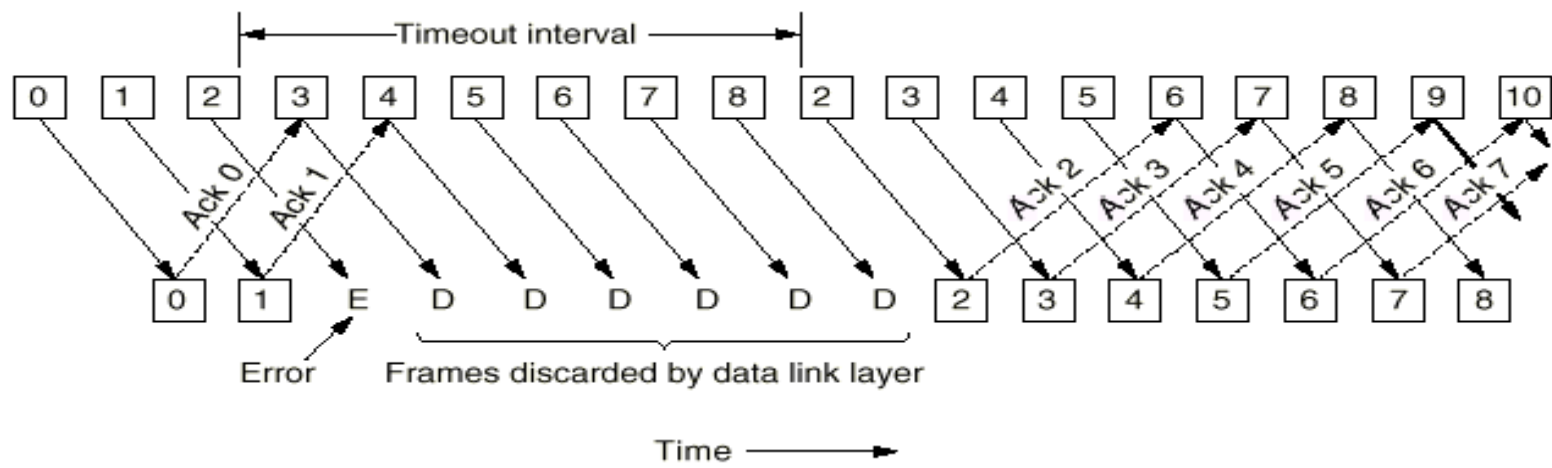 Timeout interval
0 1 2 3 4 5 6 7 8 2 3 4 5 6 7 8 9 10
Ack 0 Ack 1 Ack 2 Ack 3 Ack 4 Ack 5 Ack 6 Ack 7
0 1 E D D D D D D 2 3 4 5 6 7 8
Error Frames discarded by data link layer
Time